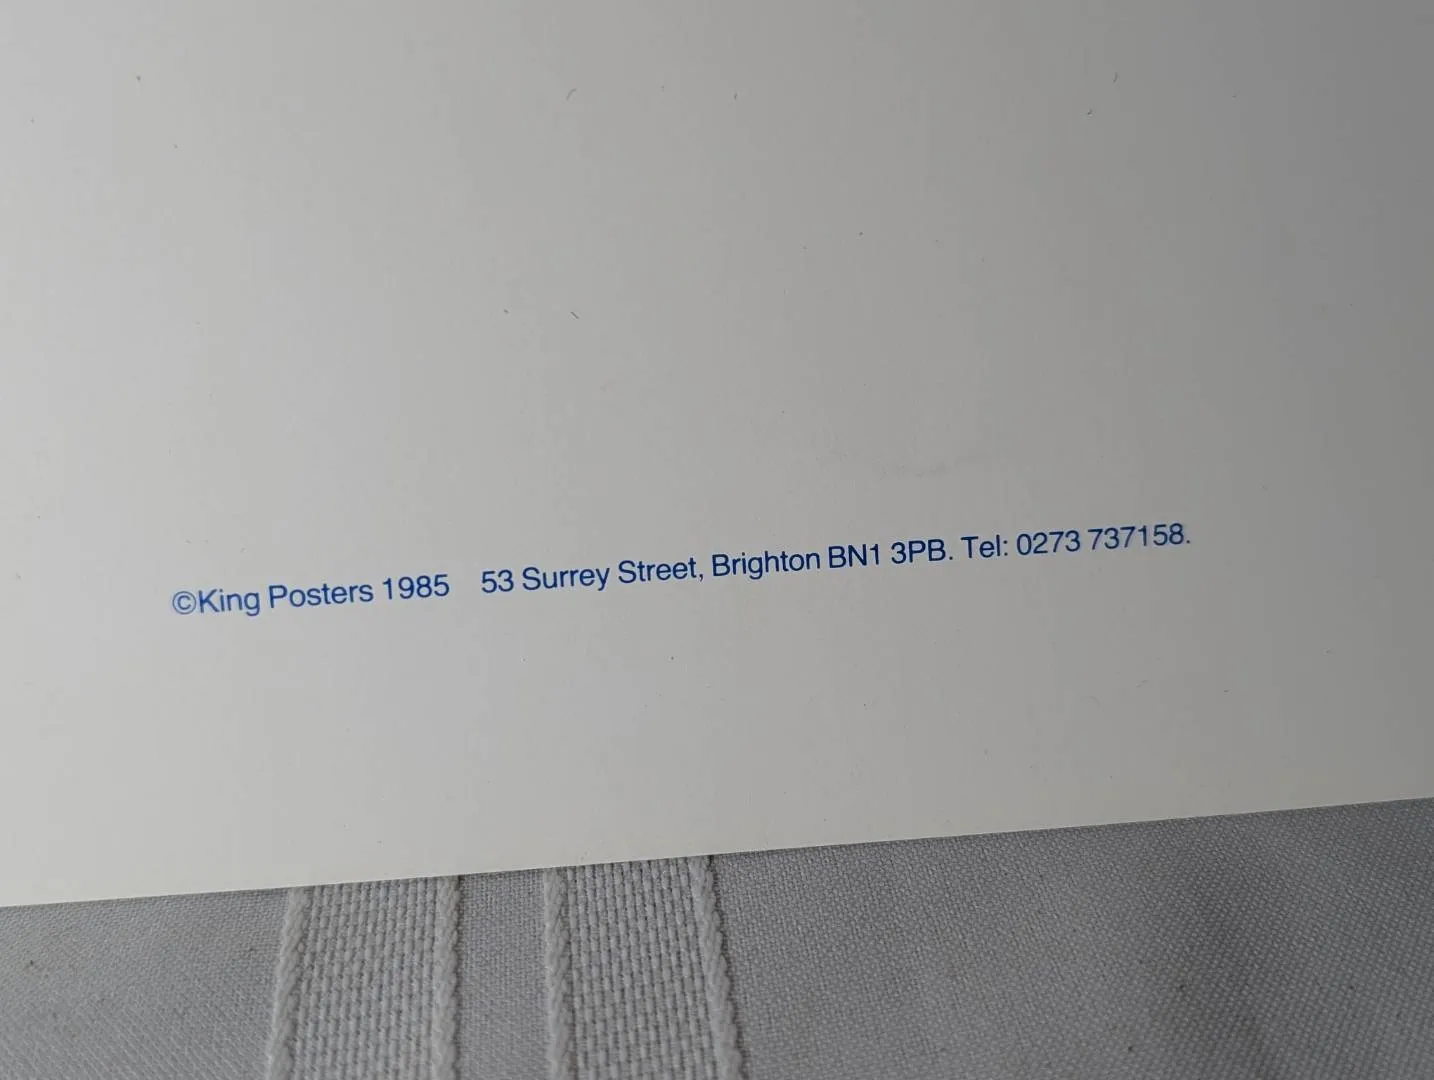 ©King Posters 1985 53 Surrey Street, Brighton BN1 3PB. Tel: 0273 737158.